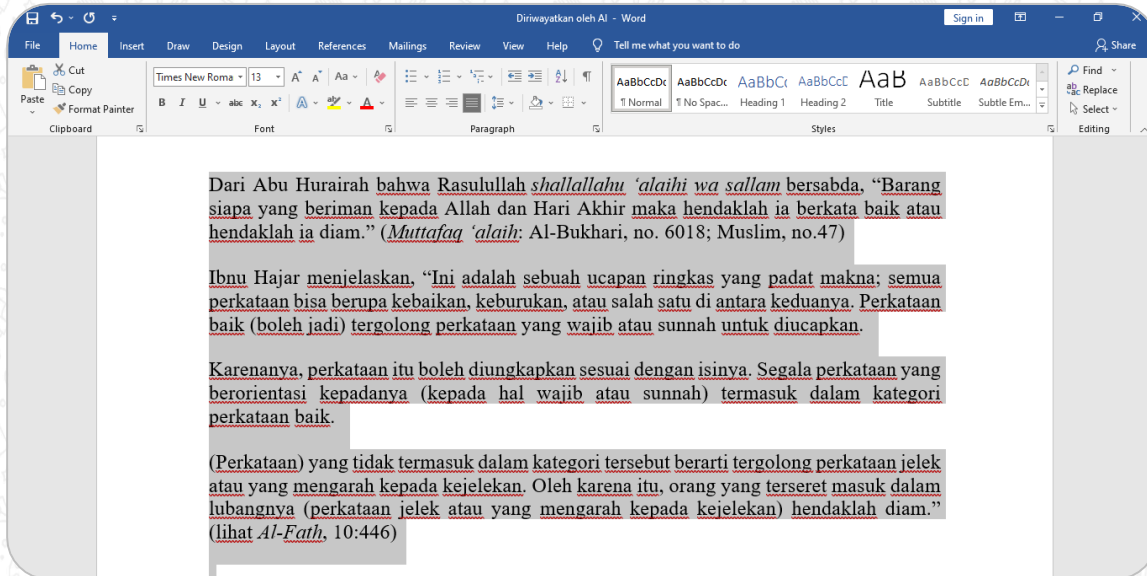 Diriwayatkan oleh Al - Word
Sign in
File Home Insert Draw Design Layout References Mailings Review View Help Tell me what you want to do
Share
Paste
Cut
Copy
Format Painter
Clipboard
Times New Roma 13
Font
Paragraph
AaBbCcDc AaBbCcDc AaBbC( AaBbCcE AaB AaBbCcE AaBbCcDc
¶ Normal ¶ No Spac... Heading 1 Heading 2 Title Subtitle Subtle Em...
Styles
Find
Replace
Select
Editing
Dari Abu Hurairah bahwa Rasulullah shallallahu ‘alaihi wa sallam bersabda, “Barang
siapa yang beriman kepada Allah dan Hari Akhir maka hendaklah ia berkata baik atau
hendaklah ia diam.” (Muttafaq ‘alaih: Al-Bukhari, no. 6018; Muslim, no.47)
Ibnu Hajar menjelaskan, “Ini adalah sebuah ucapan ringkas yang padat makna; semua
perkataan bisa berupa kebaikan, keburukan, atau salah satu di antara keduanya. Perkataan
baik (boleh jadi) tergolong perkataan yang wajib atau sunnah untuk diucapkan.
Karenanya, perkataan itu boleh diungkapkan sesuai dengan isinya. Segala perkataan yang
berorientasi kepadanya (kepada hal wajib atau sunnah) termasuk dalam kategori
perkataan baik.
(Perkataan) yang tidak termasuk dalam kategori tersebut berarti tergolong perkataan jelek
atau yang mengarah kepada kejelekan. Oleh karena itu, orang yang terseret masuk dalam
lubangnya (perkataan jelek atau yang mengarah kepada kejelekan) hendaklah diam.”
(lihat Al-Fath, 10:446)